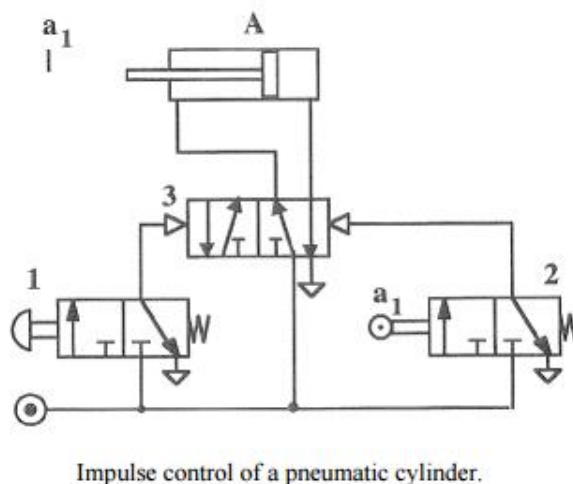 a1
A
3
1
2
a1
Impulse control of a pneumatic cylinder.